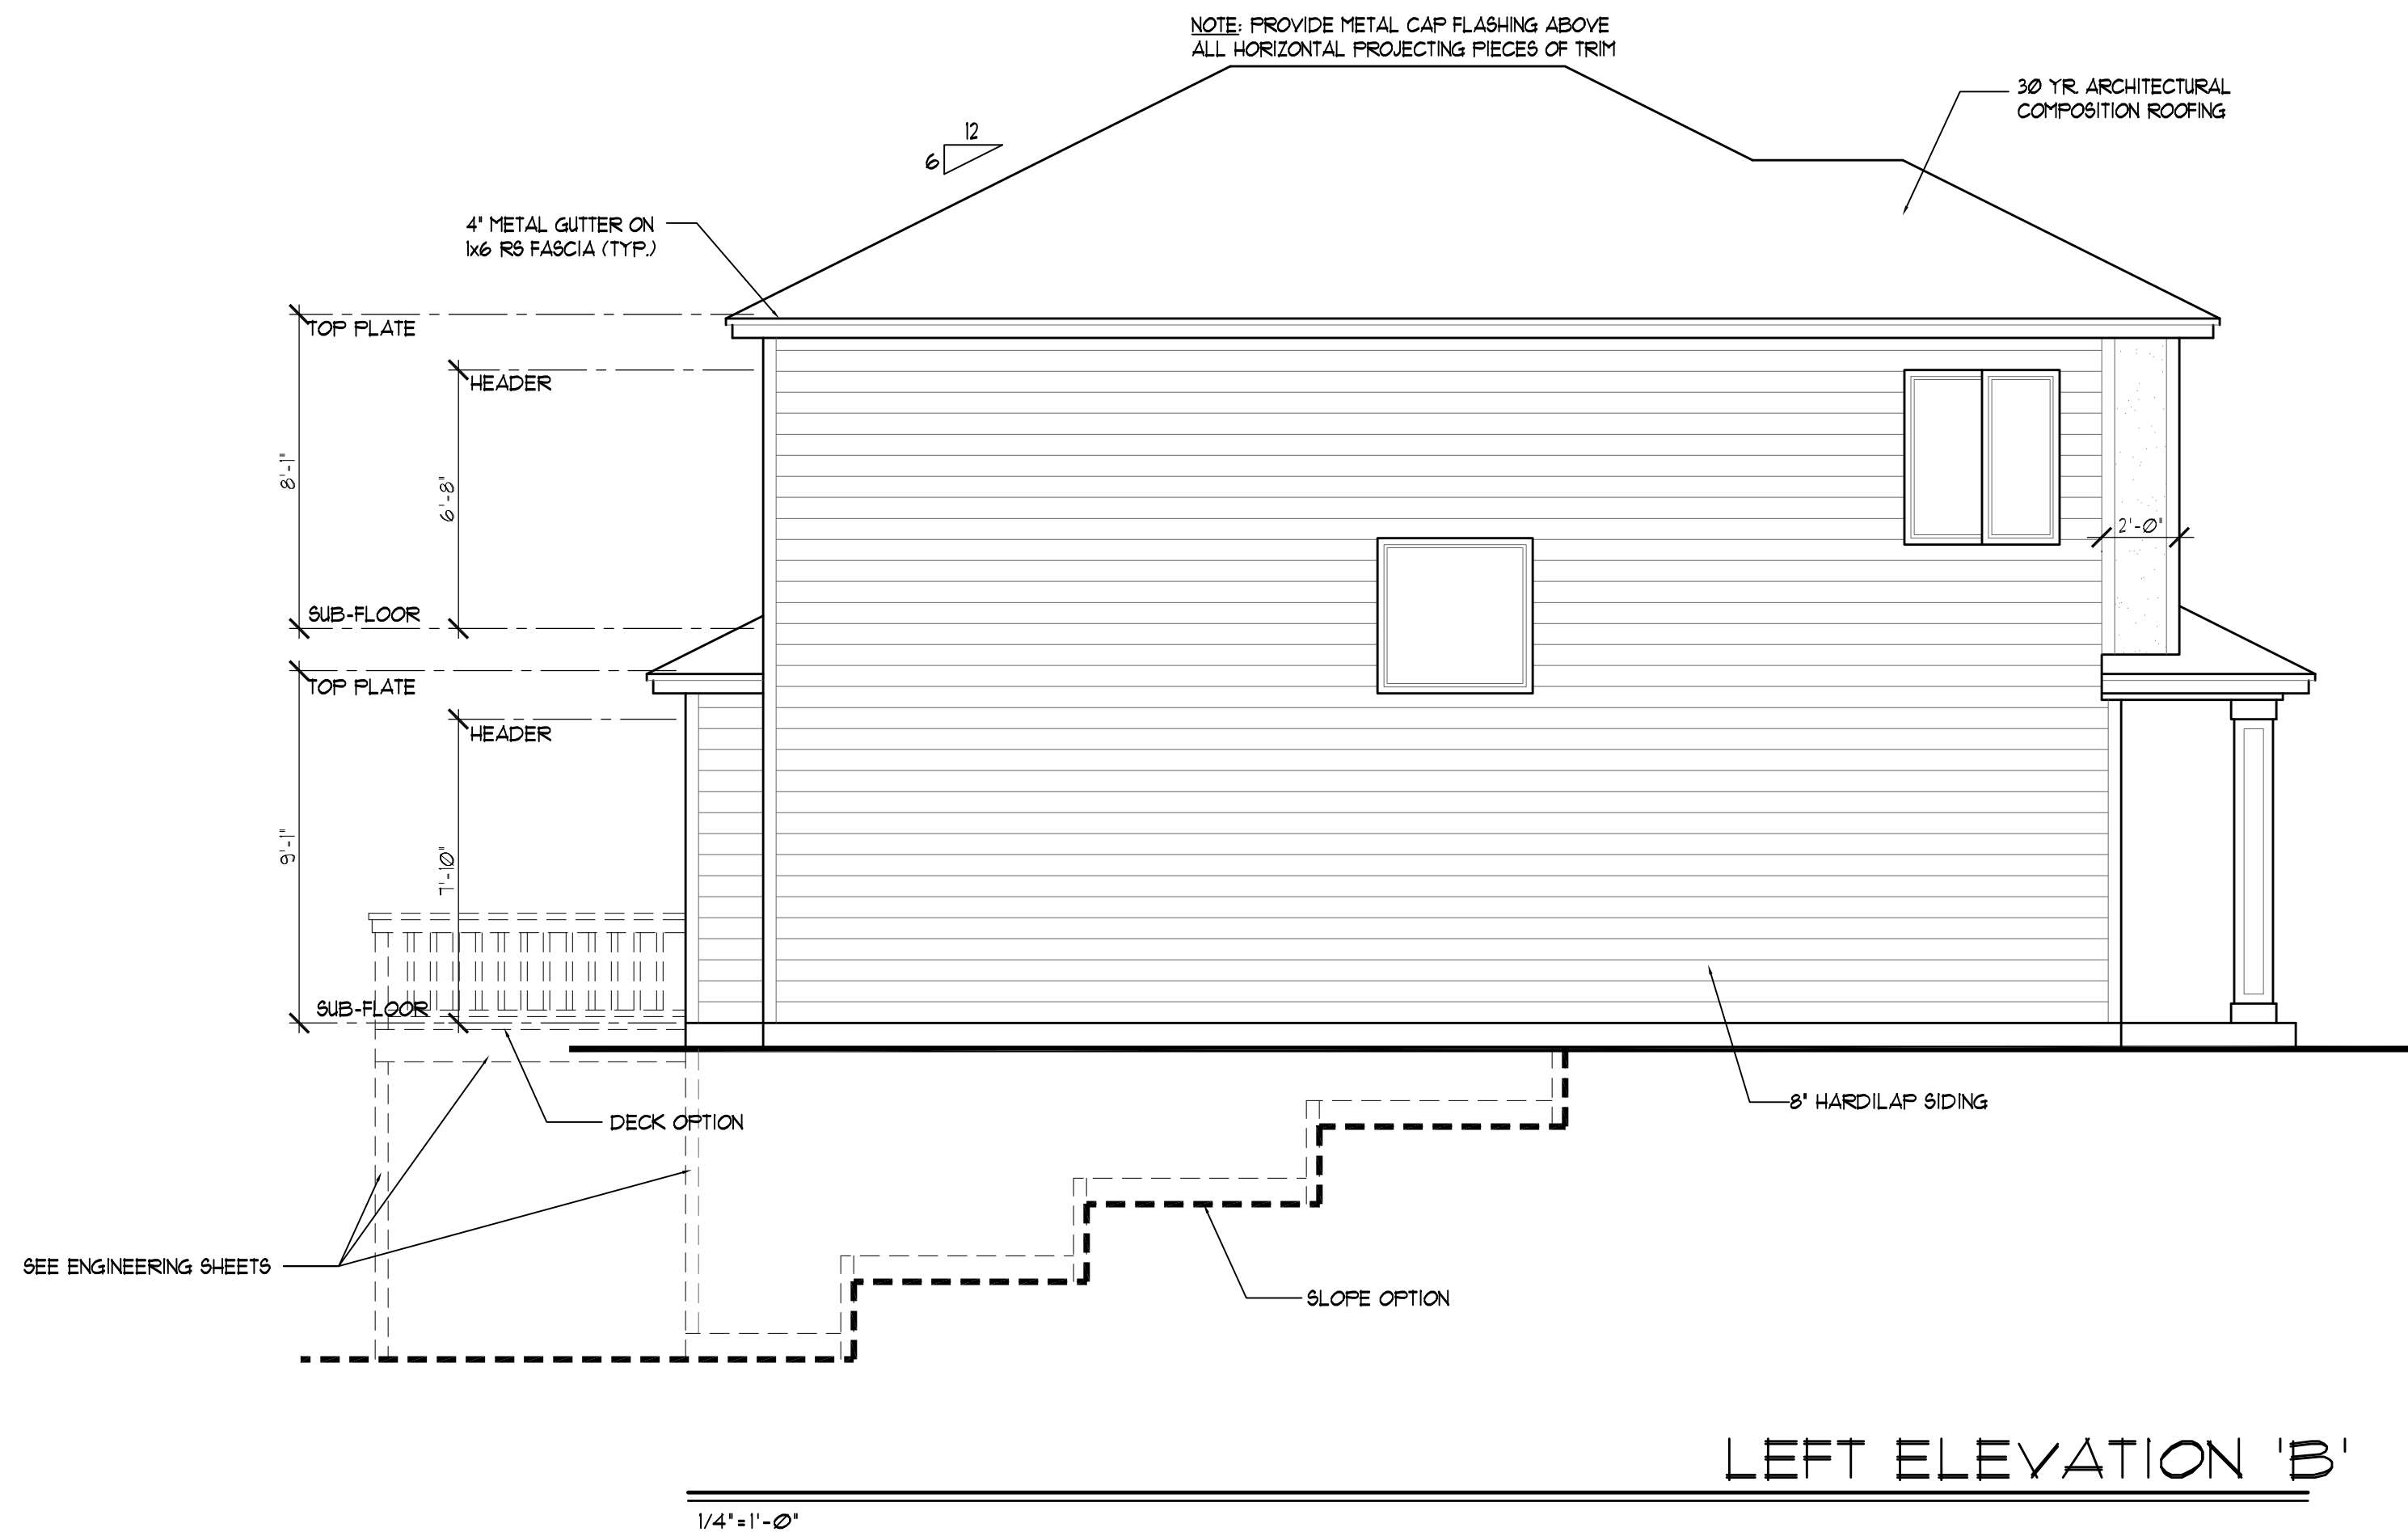 NOTE: PROVIDE METAL CAP FLASHING ABOVE
ALL HORIZONTAL PROJECTING PIECES OF TRIM
30 YR. ARCHITECTURAL
COMPOSITION ROOFING
12
6
4" METAL GUTTER ON
1x6 RS FASCIA (TYP.)
TOP PLATE
HEADER
8'-1"
6'-8"
2'-0"
SUB-FLOOR
TOP PLATE
HEADER
9'-1"
7'-10"
SUB-FLOOR
DECK OPTION
8" HARDILAP SIDING
SEE ENGINEERING SHEETS
SLOPE OPTION
LEFT ELEVATION 'B'
1/4"=1'-0"